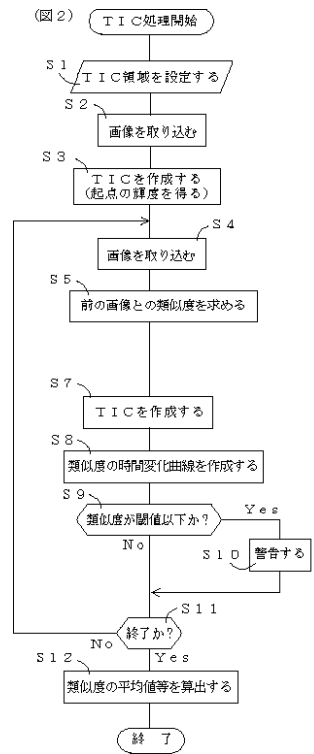 (図2)
TIC処理開始
S1
TIC領域を設定する
S2
画像を取り込む
S3
TICを作成する
(起点の輝度を得る)
S4
画像を取り込む
S5
前の画像との類似度を求める
S7
TICを作成する
S8
類似度の時間変化曲線を作成する
S9
類似度が閾値以下か?
Yes
No
S10
警告する
S11
終了か?
No
Yes
S12
類似度の平均値等を算出する
終 了